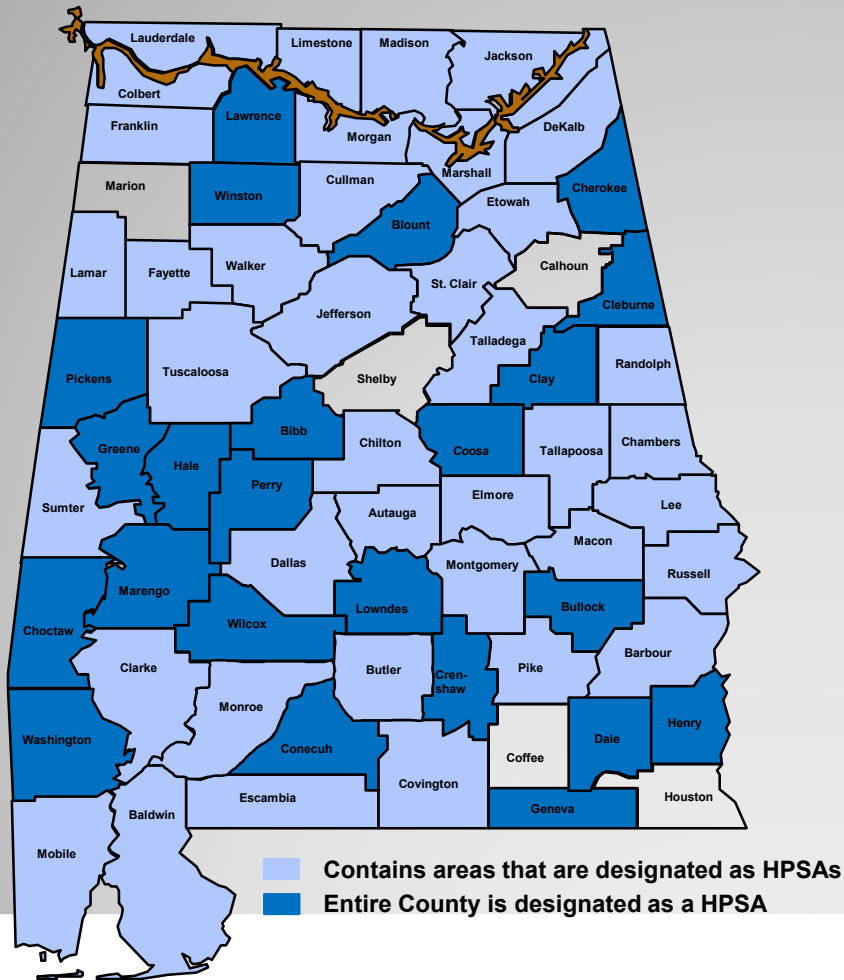 Lauderdale
Limestone
Madison
Jackson
Colbert
Lawrence
Franklin
Morgan
DeKalb
Marshall
Marion
Winston
Cullman
Cherokee
Etowah
Blount
Lamar
Fayette
Walker
Calhoun
St. Clair
Cleburne
Jefferson
Talladega
Pickens
Tuscaloosa
Shelby
Clay
Randolph
Greene
Bibb
Chilton
Coosa
Tallapoosa
Chambers
Hale
Perry
Sumter
Autauga
Elmore
Lee
Dallas
Macon
Montgomery
Russell
Marengo
Choctaw
Wilcox
Lowndes
Bullock
Clarke
Butler
Cren-
shaw
Pike
Barbour
Monroe
Washington
Conecuh
Coffee
Dale
Henry
Escambia
Covington
Geneva
Houston
Baldwin
Mobile
Contains areas that are designated as HPSAs
Entire County is designated as a HPSA